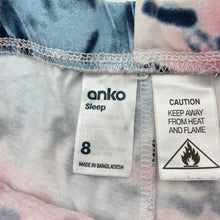 anko
Sleep
8
MADE IN BANGLADESH
CAUTION
KEEP AWAY
FROM HEAT
AND FLAME